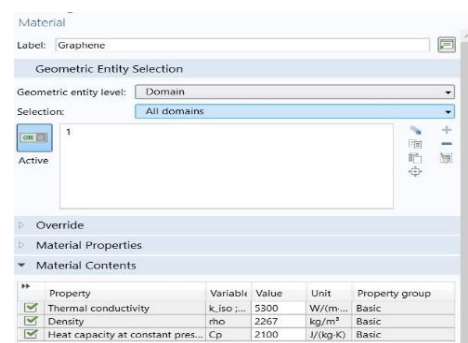 Material
Label: Graphene
Geometric Entity Selection
Geometric entity level: Domain
Selection: All domains
ON 1
Active
Override
Material Properties
Material Contents
Property Variable Value Unit Property group
Thermal conductivity k_iso ;... 5300 W/(m·... Basic
Density rho 2267 kg/m³ Basic
Heat capacity at constant pres... Cp 2100 J/(kg·K) Basic